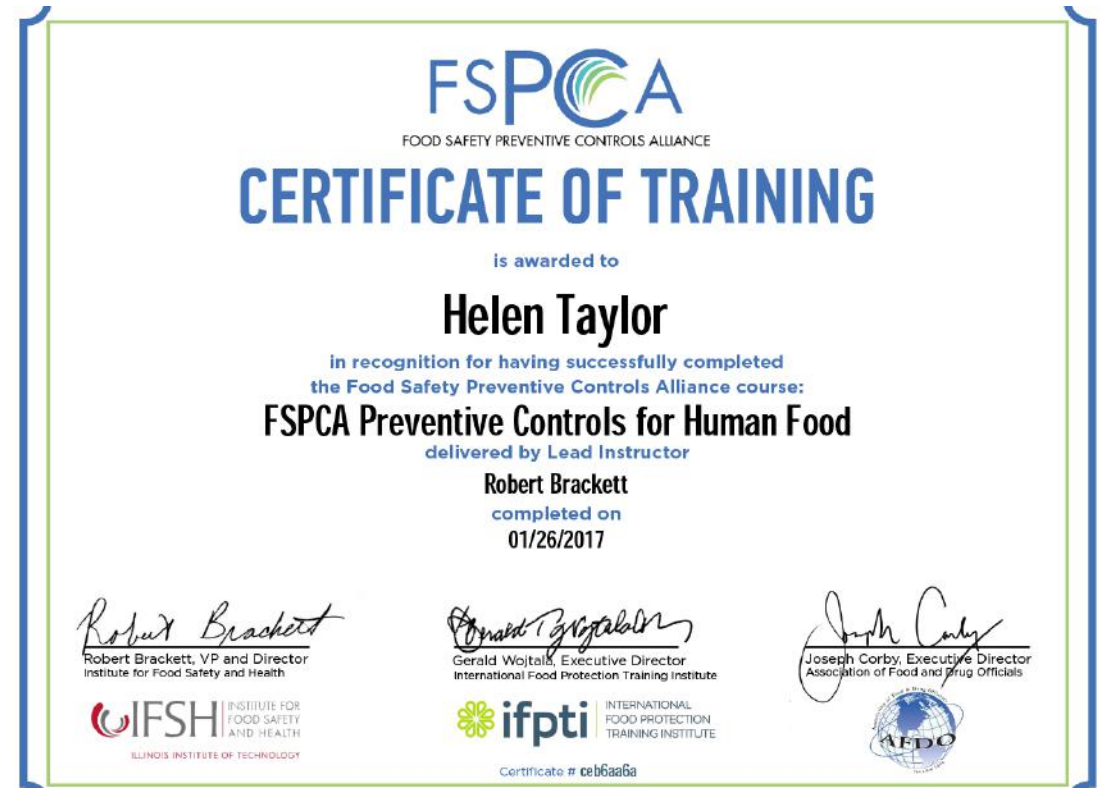 FSPCA
FOOD SAFETY PREVENTIVE CONTROLS ALLIANCE
CERTIFICATE OF TRAINING
is awarded to
Helen Taylor
in recognition for having successfully completed
the Food Safety Preventive Controls Alliance course:
FSPCA Preventive Controls for Human Food
delivered by Lead Instructor
Robert Brackett
completed on
01/26/2017
Robert Brackett
Robert Brackett, VP and Director
Institute for Food Safety and Health
IFSH INSTITUTE FOR
FOOD SAFETY
AND HEALTH
ILLINOIS INSTITUTE OF TECHNOLOGY
Gerald Wojtala, Executive Director
International Food Protection Training Institute
ifpti INTERNATIONAL
FOOD PROTECTION
TRAINING INSTITUTE
Joseph Corby
Joseph Corby, Executive Director
Association of Food and Drug Officials
AFDO
Certificate # ceb6aa6a